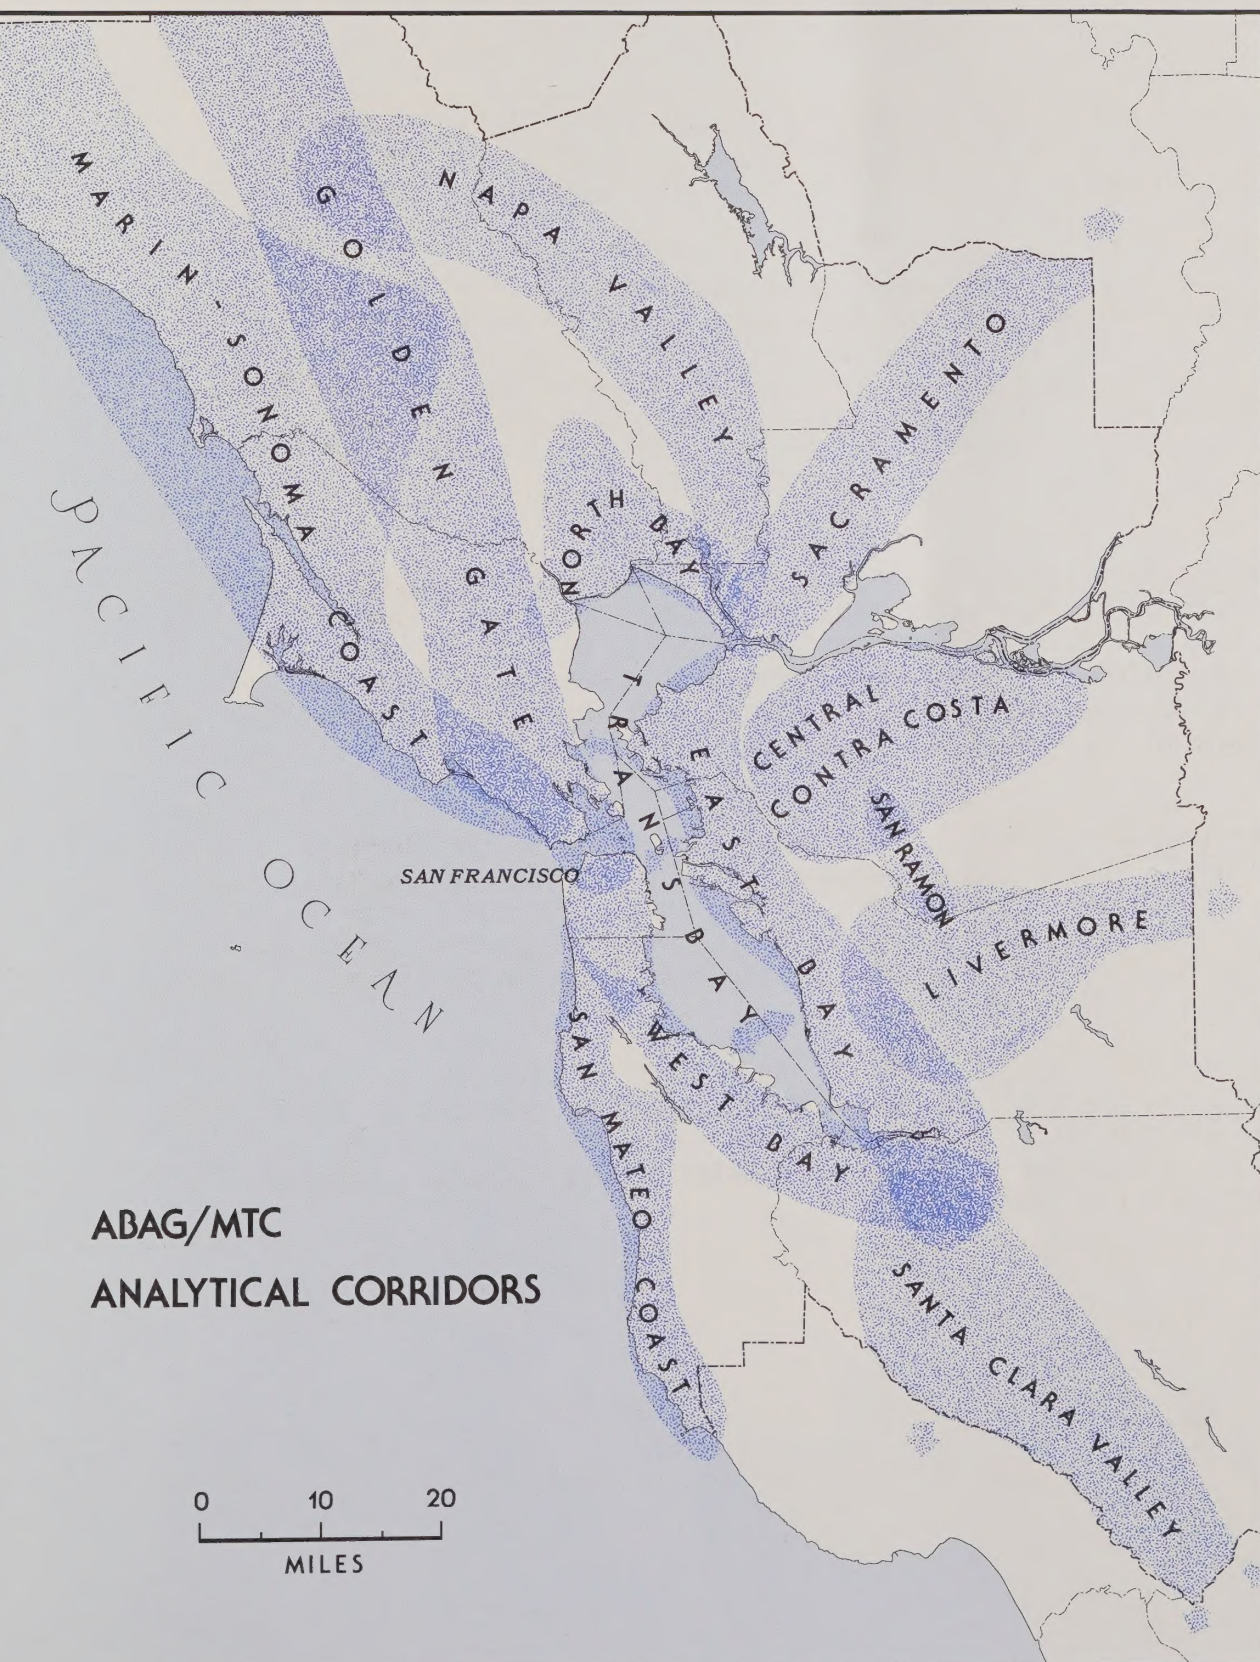 MARIN-SONOMA COAST
GOLDEN GATE
NAPA VALLEY
SACRAMENTO
NORTH BAY
PACIFIC OCEAN
TRANS BAY
EAST BAY
CENTRAL
CONTRA COSTA
SAN RAMON
LIVERMORE
SAN FRANCISCO
WEST BAY
SAN MATEO COAST
SANTA CLARA VALLEY
ABAG/MTC
ANALYTICAL CORRIDORS
0 10 20
MILES